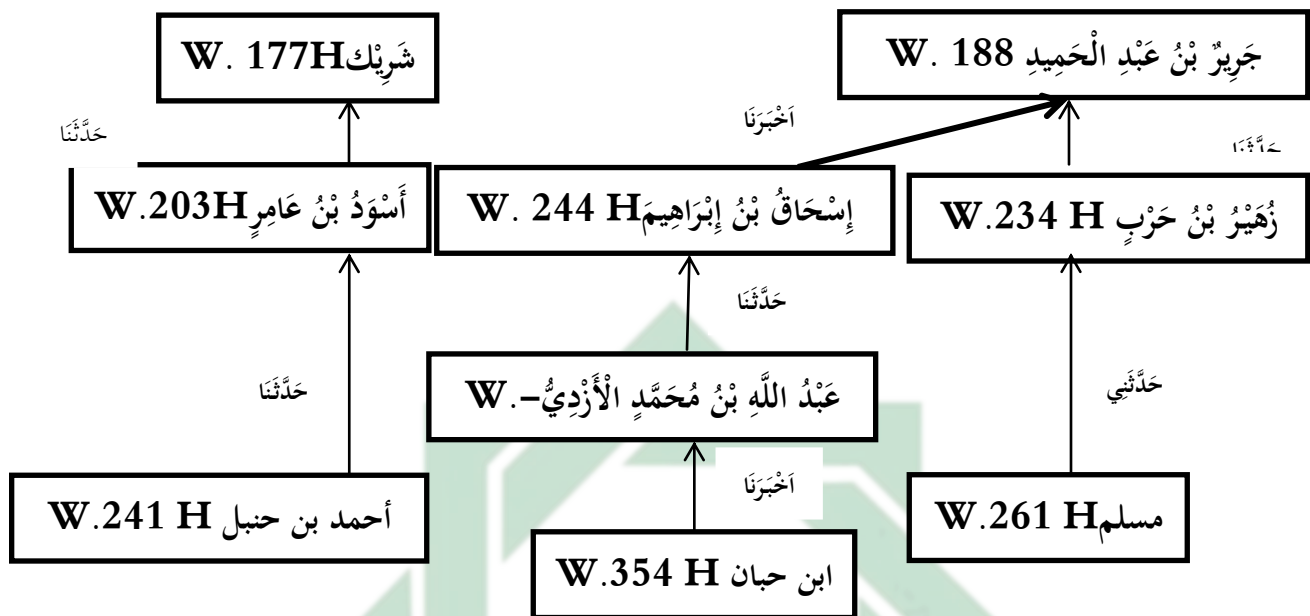 شَرِيْك W. 177H
جَرِيرٌ بْنُ عَبْدِ الْحَمِيدِ W. 188
حَدَّثَنَا
اَخْبَرَنَا
حَدَّثَنَا
أَسْوَدُ بْنُ عَامِرٍ W.203H
إِسْحَاقُ بْنُ إِبْرَاهِيمَ W. 244 H
زُهَيْرُ بْنُ حَرْبٍ W.234 H
حَدَّثَنَا
حَدَّثَنَا
حَدَّثَنِي
عَبْدُ اللَّهِ بْنُ مُحَمَّدٍ الْأَزْدِيُّ W.–
أحمد بن حنبل W.241 H
اَخْبَرَنَا
مسلم W.261 H
ابن حبان W.354 H